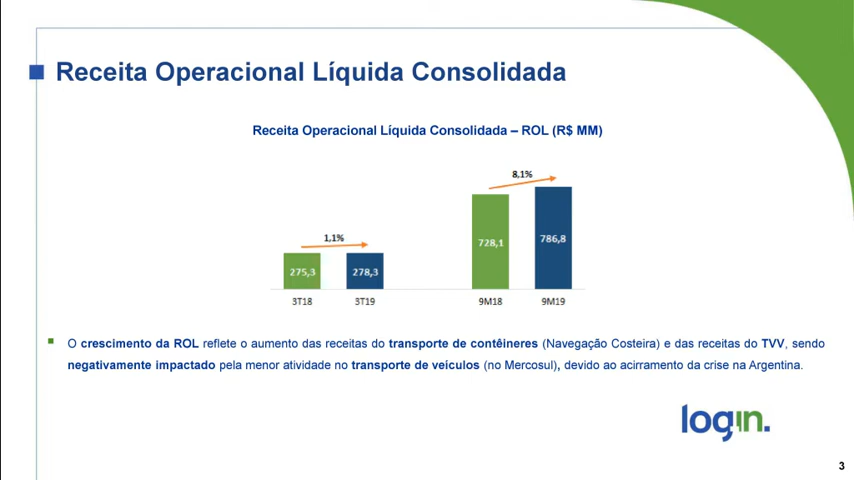 3
Receita Operacional Líquida Consolidada
Receita Operacional Líquida Consolidada – ROL (R$ MM)
8,1%
1,1%
275,3
278,3
728,1
786,8
3T18
3T19
9M18
9M19
O crescimento da ROL reflete o aumento das receitas do transporte de contêineres (Navegação Costeira) e das receitas do TVV, sendo
negativamente impactado pela menor atividade no transporte de veículos (no Mercosul), devido ao acirramento da crise na Argentina.
login.
3